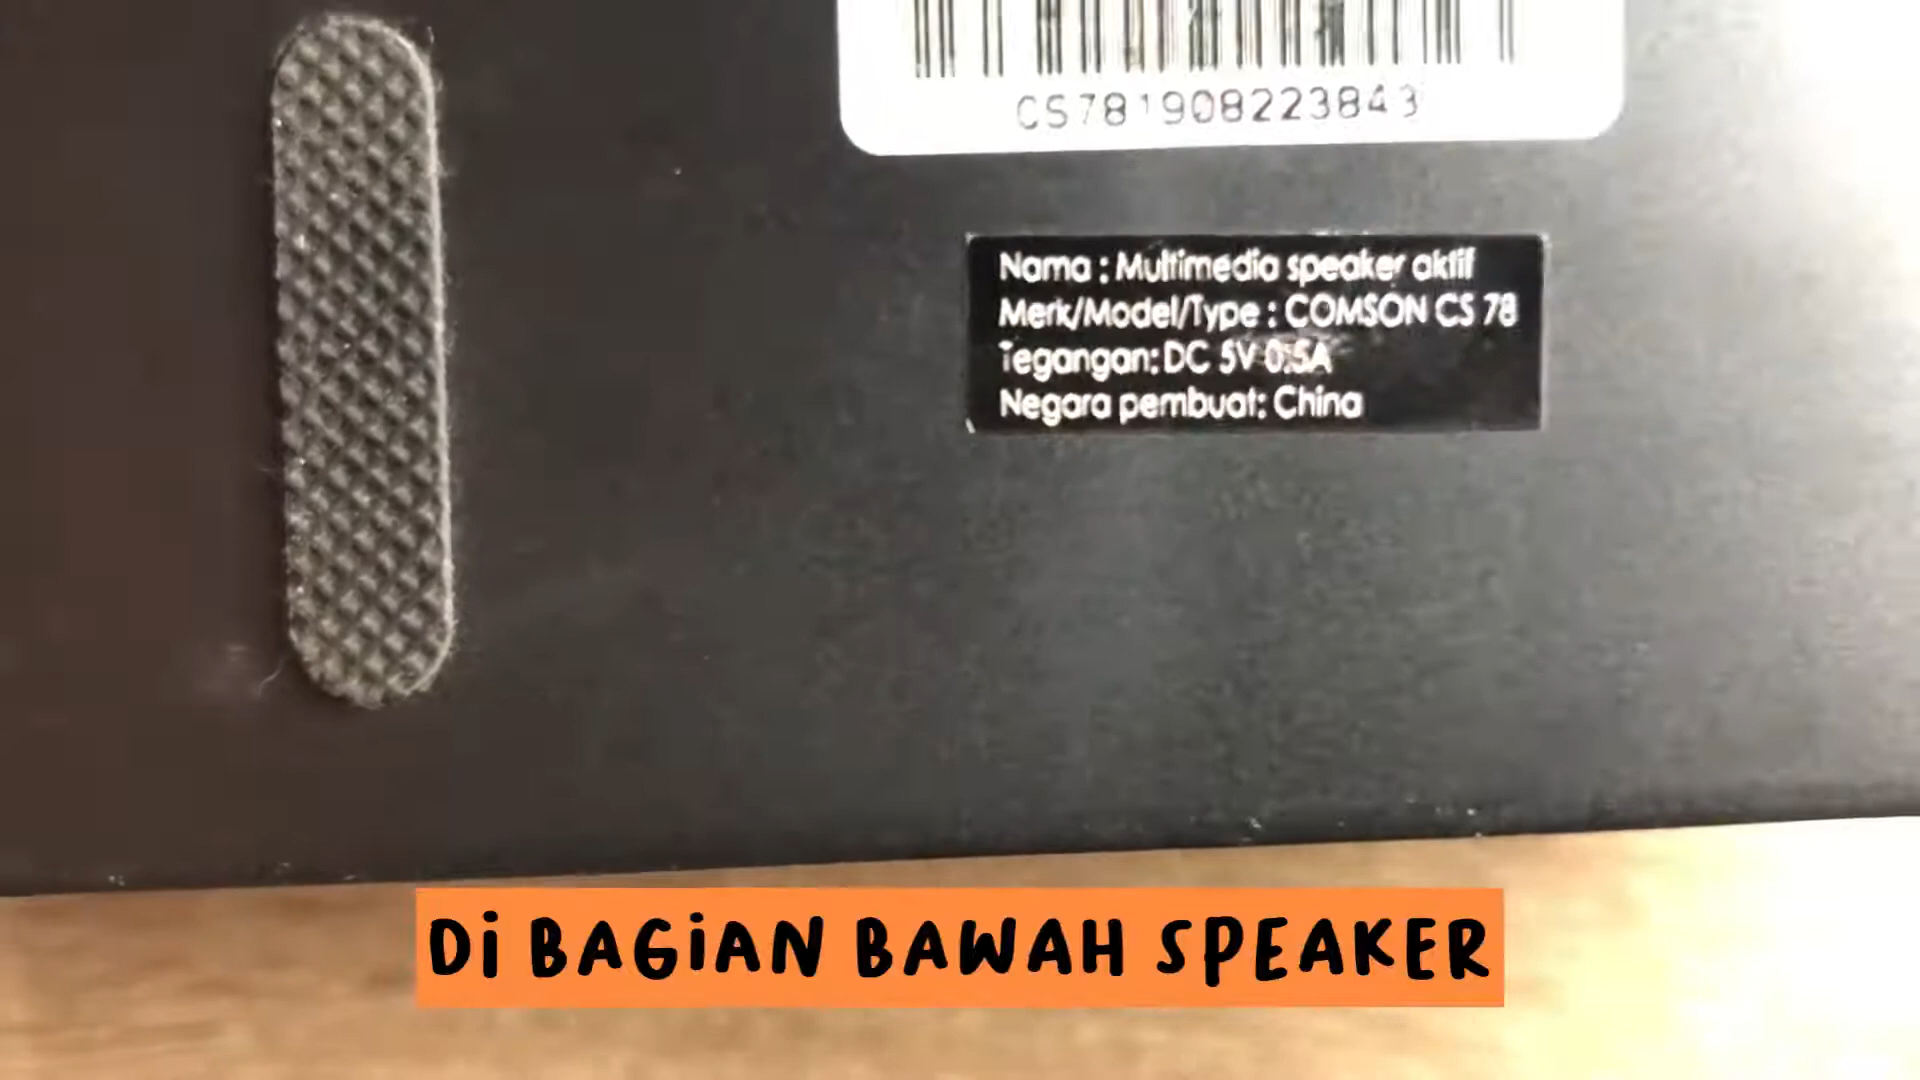 CS781908223843
Nama : Multimedia speaker aktif
Merk/Model/Type : COMSON CS 78
Tegangan: DC 5V 0.5A
Negara pembuat: China
Di BAGiAN BAWAH SPEAKER